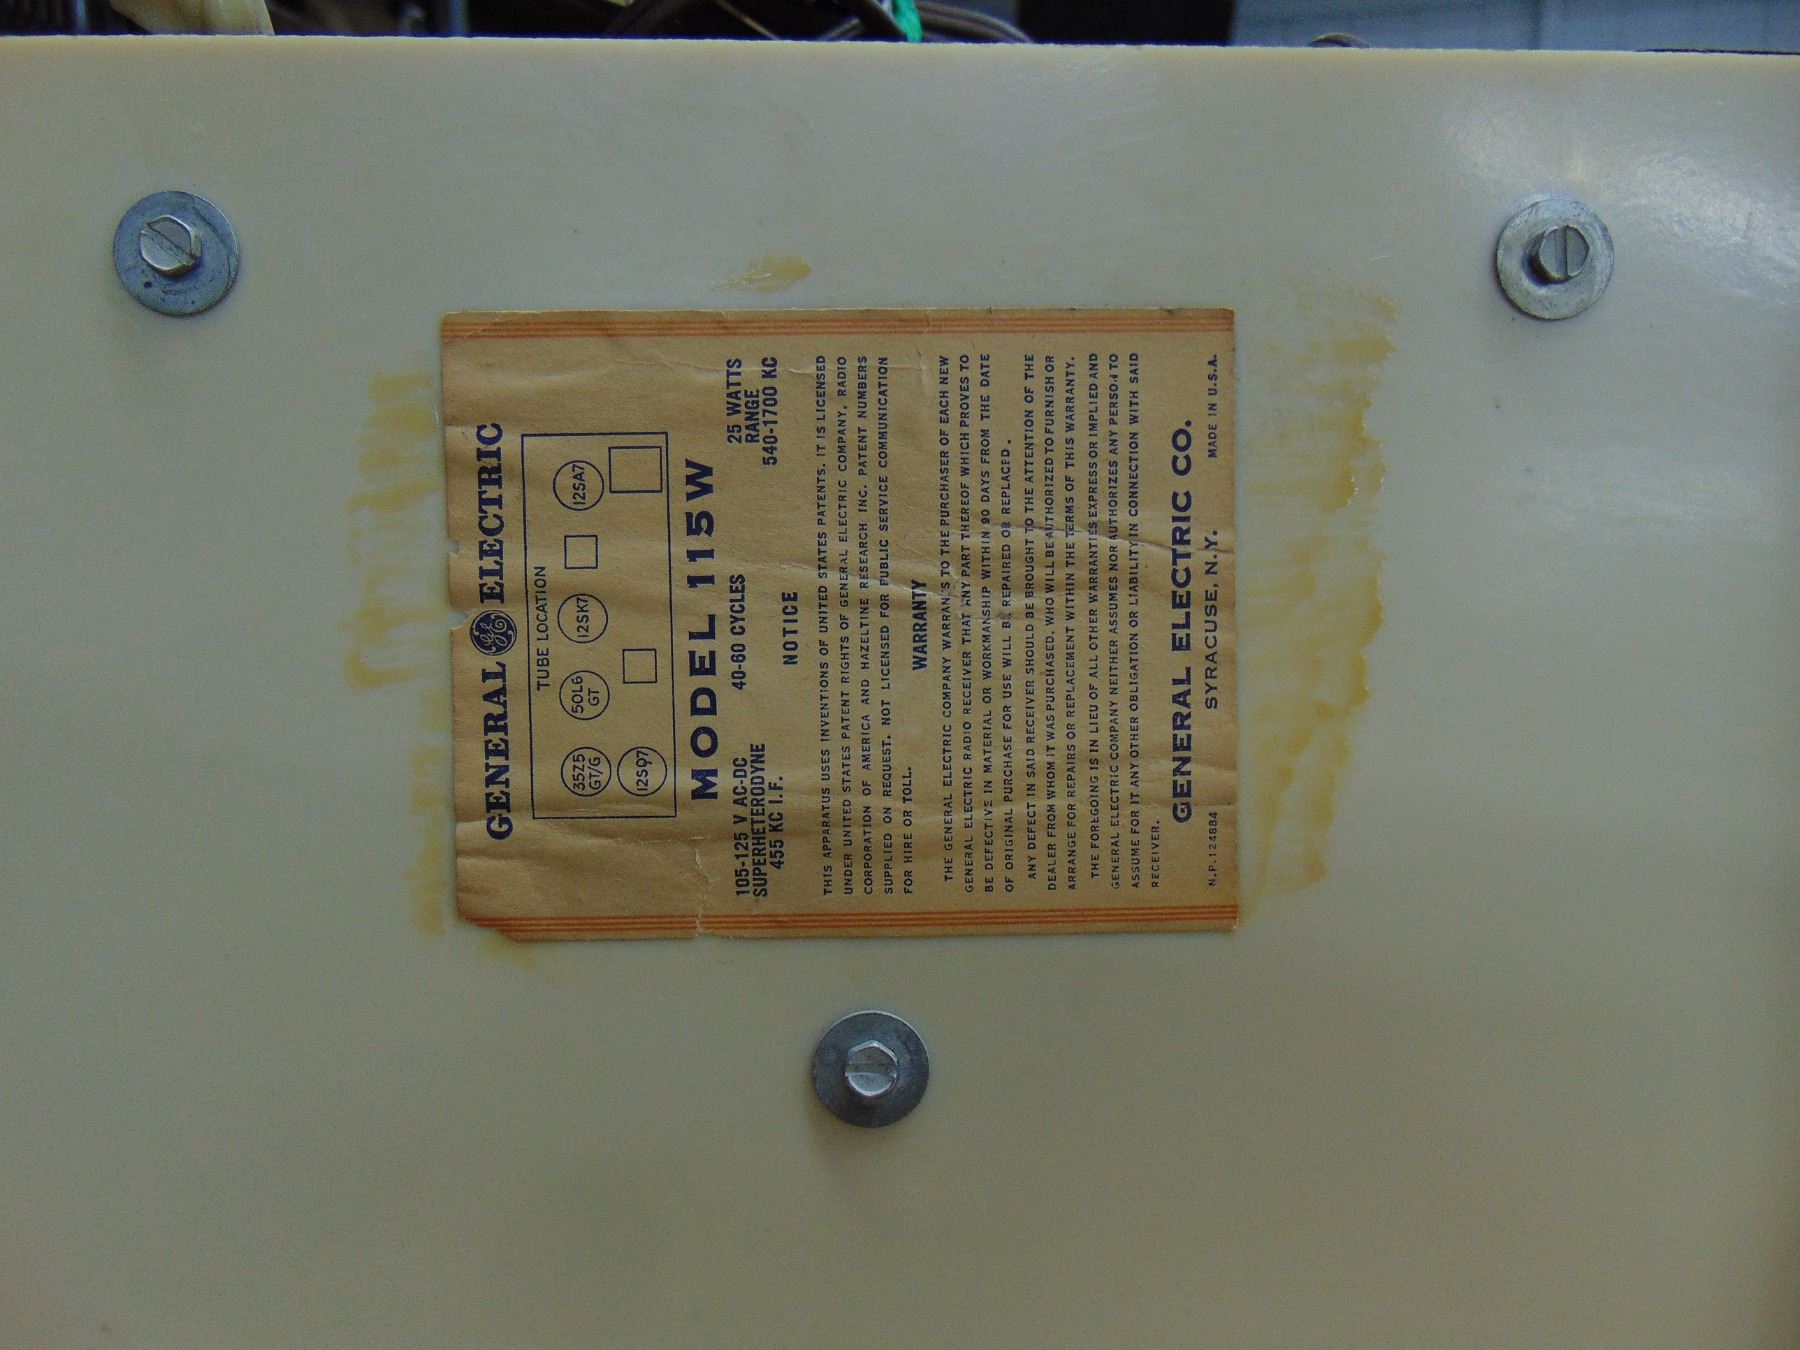 GENERAL GE ELECTRIC
TUBE LOCATION
35Z5 GT/G
50L6 GT
12SK7
12SA7
12SQ7
MODEL 115W
105-125 V AC-DC 40-60 CYCLES 25 WATTS
SUPERHETERODYNE RANGE
455 KC I.F. 540-1700 KC
NOTICE
THIS APPARATUS USES INVENTIONS OF UNITED STATES PATENTS. IT IS LICENSED
UNDER UNITED STATES PATENT RIGHTS OF GENERAL ELECTRIC COMPANY, RADIO
CORPORATION OF AMERICA AND HAZELTINE RESEARCH INC. PATENT NUMBERS
SUPPLIED ON REQUEST. NOT LICENSED FOR PUBLIC SERVICE COMMUNICATION
FOR HIRE OR TOLL.
WARRANTY
THE GENERAL ELECTRIC COMPANY WARRANTS TO THE PURCHASER OF EACH NEW
GENERAL ELECTRIC RADIO RECEIVER THAT ANY PART THEREOF WHICH PROVES TO
BE DEFECTIVE IN MATERIAL OR WORKMANSHIP WITHIN 90 DAYS FROM THE DATE
OF ORIGINAL PURCHASE FOR USE WILL BE REPAIRED OR REPLACED.
ANY DEFECT IN SAID RECEIVER SHOULD BE BROUGHT TO THE ATTENTION OF THE
DEALER FROM WHOM IT WAS PURCHASED, WHO WILL BE AUTHORIZED TO FURNISH OR
ARRANGE FOR REPAIRS OR REPLACEMENT WITHIN THE TERMS OF THIS WARRANTY.
THE FOREGOING IS IN LIEU OF ALL OTHER WARRANTIES EXPRESS OR IMPLIED AND
GENERAL ELECTRIC COMPANY NEITHER ASSUMES NOR AUTHORIZES ANY PERSON TO
ASSUME FOR IT ANY OTHER OBLIGATION OR LIABILITY IN CONNECTION WITH SAID
RECEIVER.
GENERAL ELECTRIC CO.
N.P. 124884 SYRACUSE, N.Y. MADE IN U.S.A.